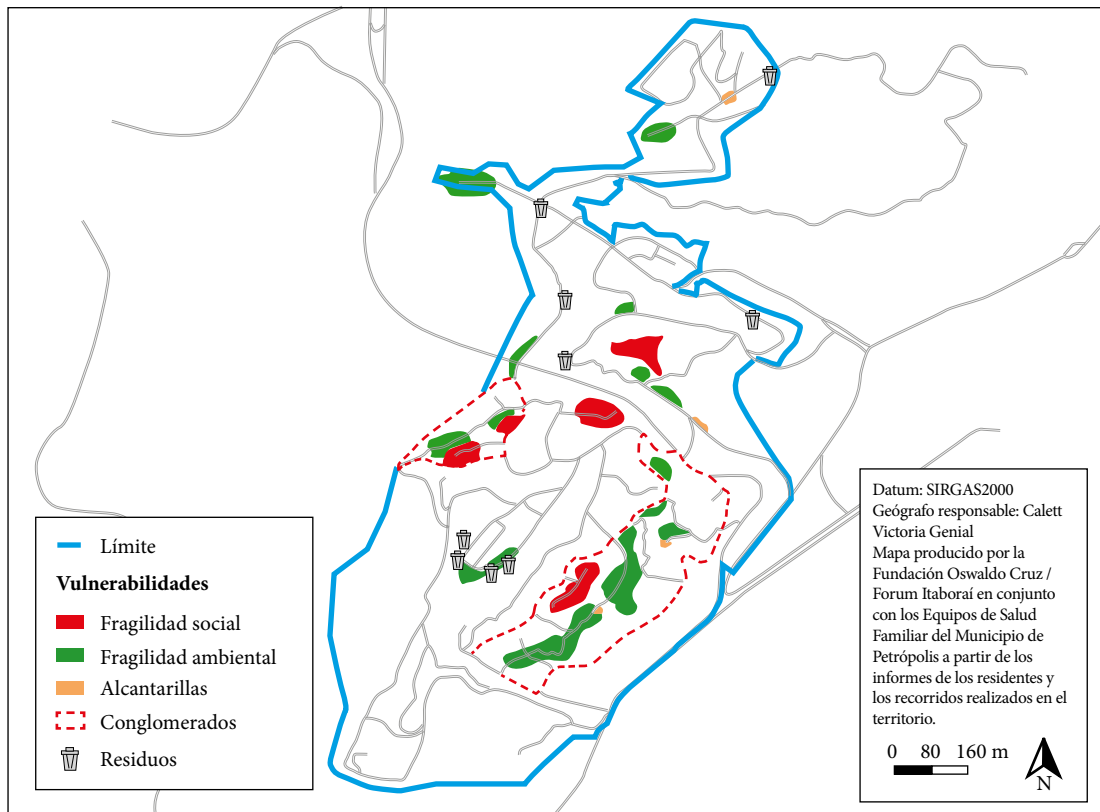 Límite
Vulnerabilidades
Fragilidad social
Fragilidad ambiental
Alcantarillas
Conglomerados
Residuos
Datum: SIRGAS2000
Geógrafo responsable: Calett
Victoria Genial
Mapa producido por la
Fundación Oswaldo Cruz /
Forum Itaboraí en conjunto
con los Equipos de Salud
Familiar del Municipio de
Petrópolis a partir de los
informes de los residentes y
los recorridos realizados en el
territorio.
0 80 160 m
N